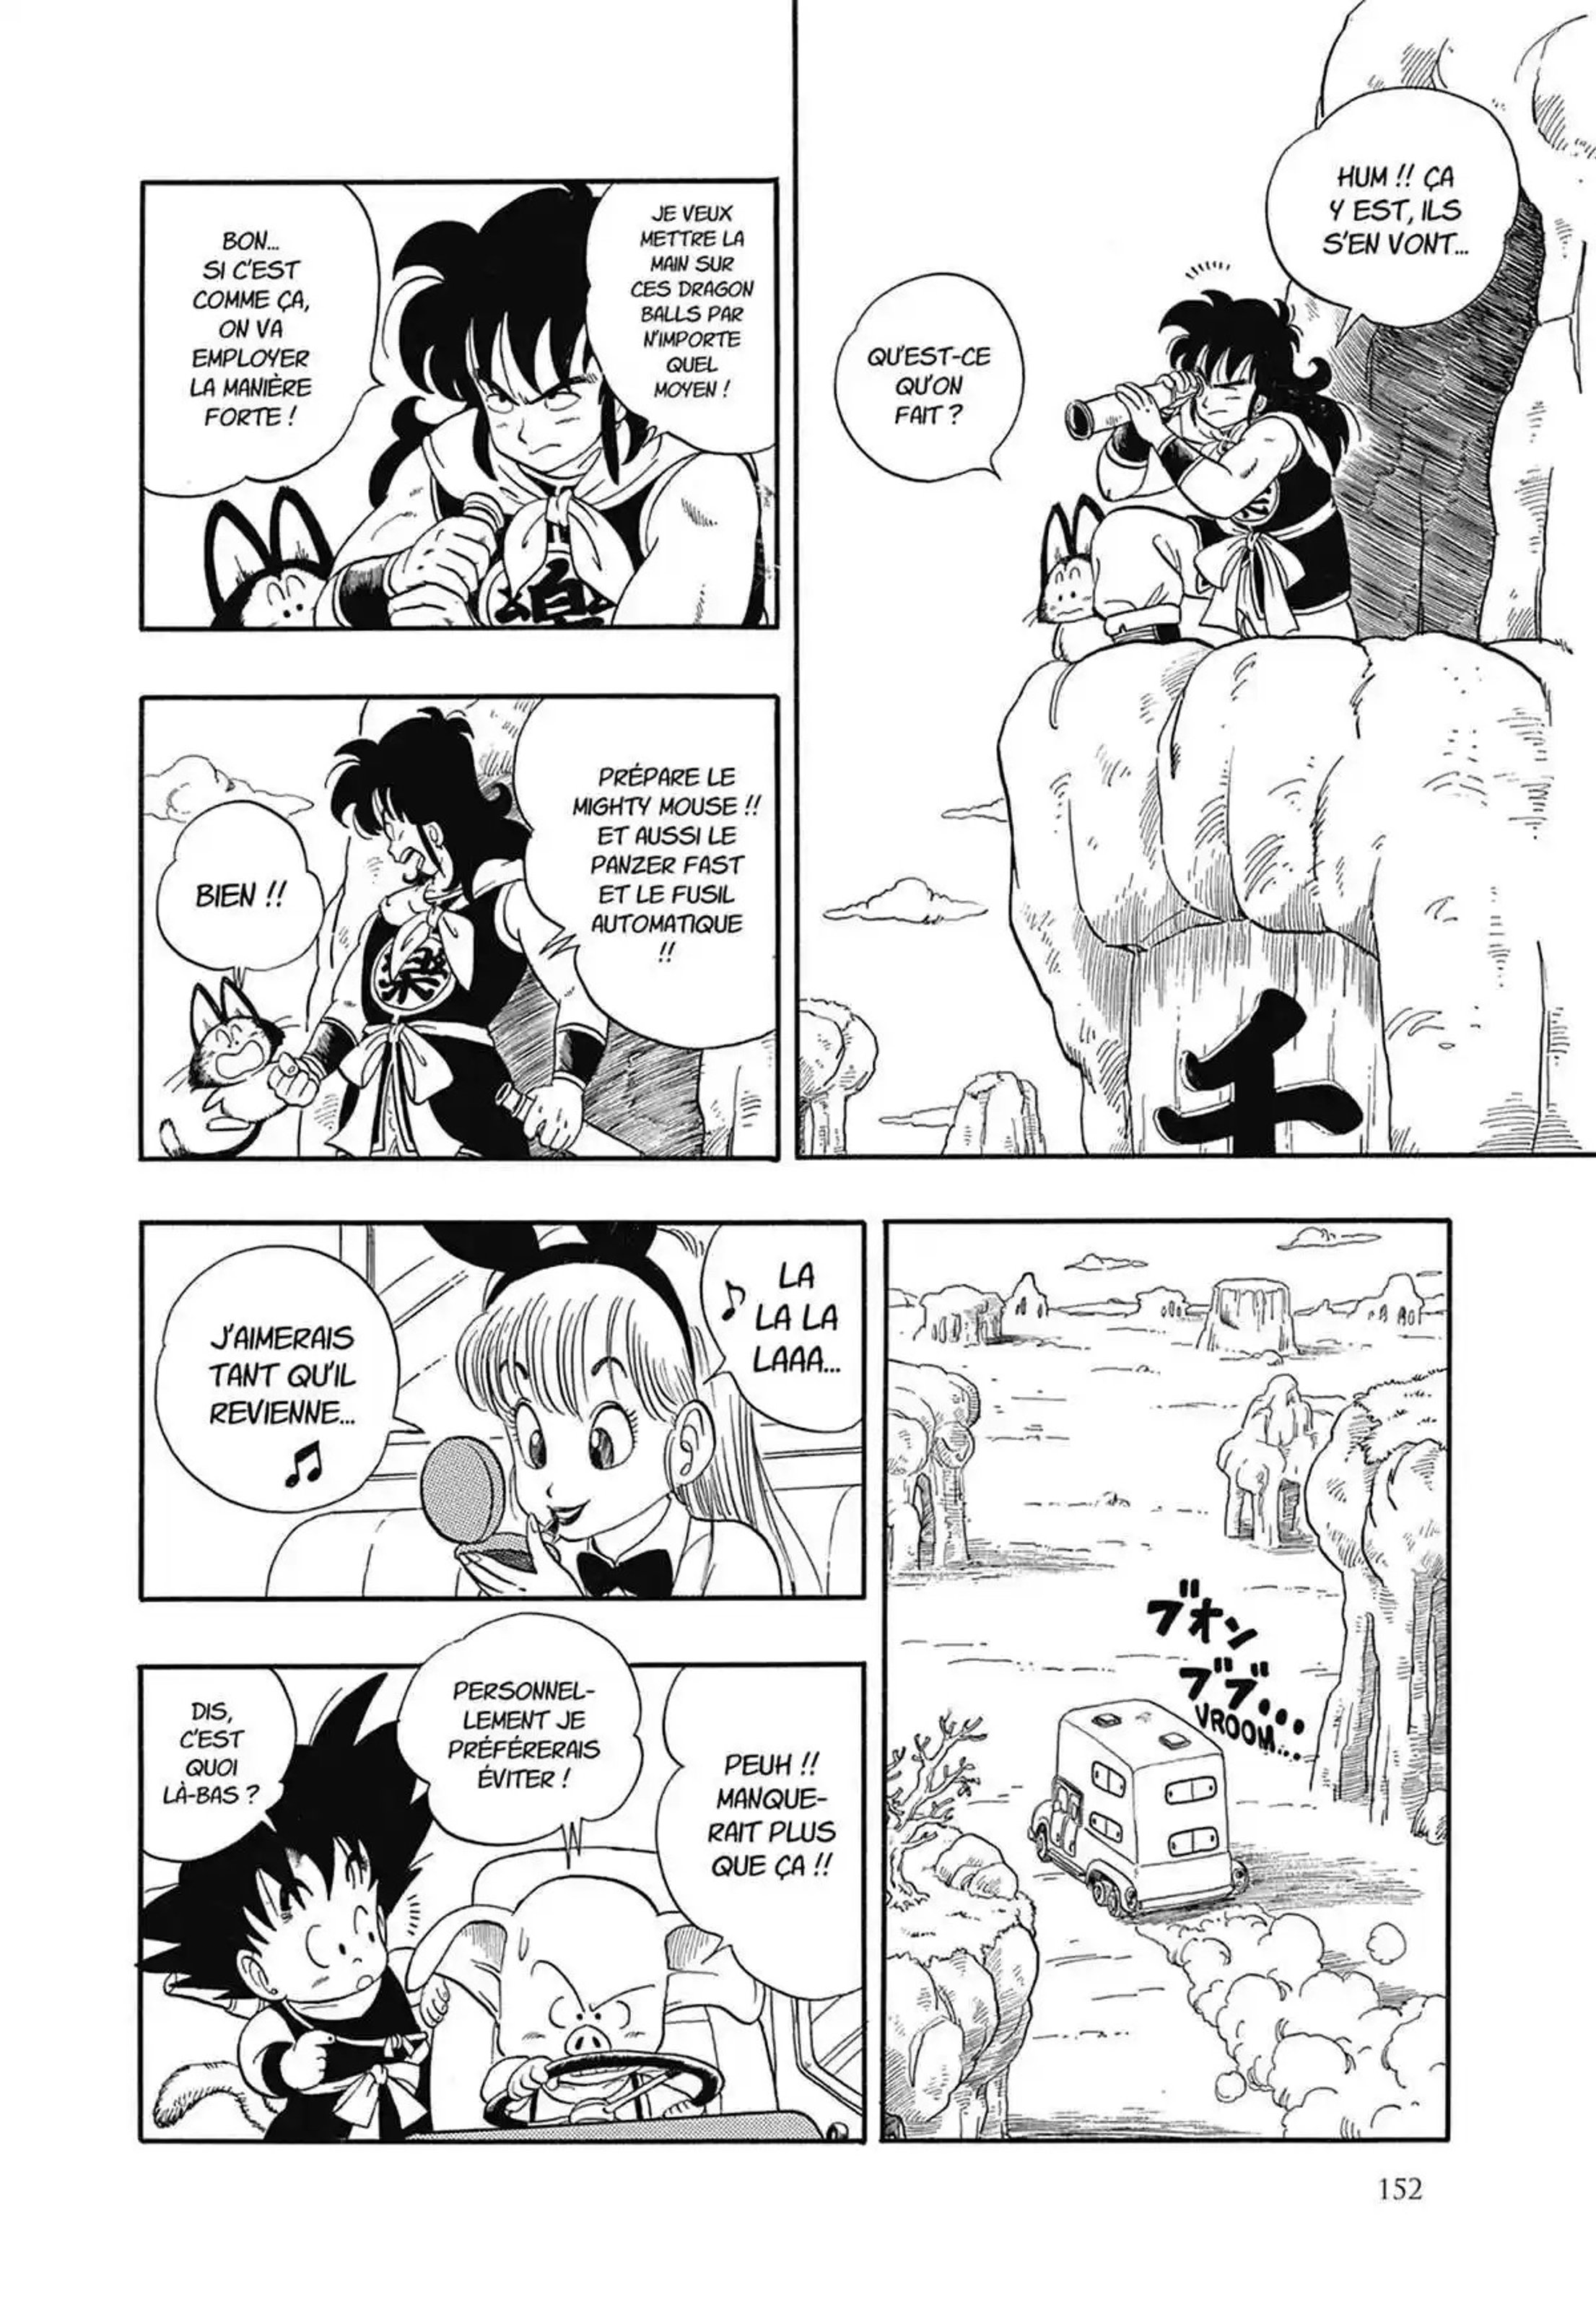 HUM !! ÇA
Y EST, ILS
S'EN VONT...
QU'EST-CE
QU'ON
FAIT ?
チ
JE VEUX
METTRE LA
MAIN SUR
CES DRAGON
BALLS PAR
N'IMPORTE
QUEL
MOYEN !
BON...
SI C'EST
COMME ÇA,
ON VA
EMPLOYER
LA MANIÈRE
FORTE !
PRÉPARE LE
MIGHTY MOUSE !!
ET AUSSI LE
PANZER FAST
ET LE FUSIL
AUTOMATIQUE
!!
BIEN !!
樂
ブオン
ブブ...
VROOM...
LA
LA LA LA
LAAA...
J'AIMERAIS
TANT QU'IL
REVIENNE...
PEUH !!
MANQUE-
RAIT PLUS
QUE ÇA !!
PERSONNEL-
LEMENT JE
PRÉFÉRERAIS
ÉVITER !
DIS,
C'EST
QUOI
LÀ-BAS ?
152